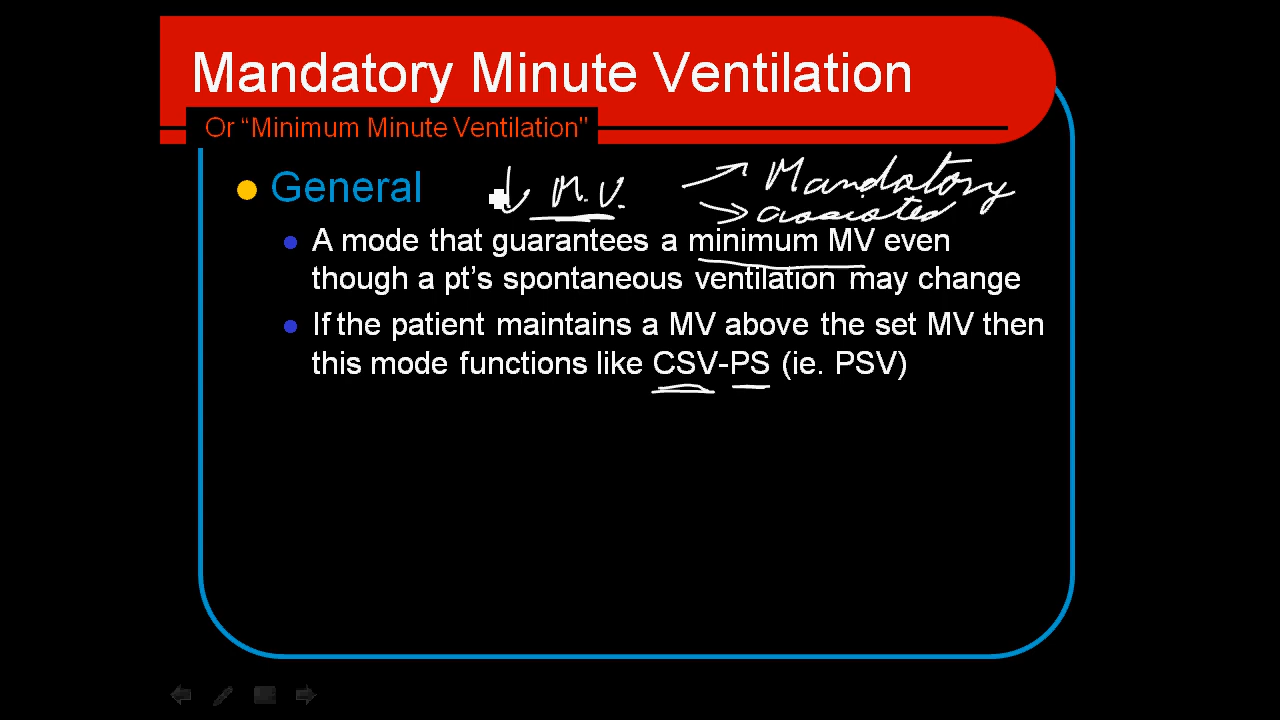 Mandatory Minute Ventilation
Or “Minimum Minute Ventilation"
General ↓ M.V. → Mandatory
→ associated
A mode that guarantees a minimum MV even
though a pt’s spontaneous ventilation may change
If the patient maintains a MV above the set MV then
this mode functions like CSV-PS (ie. PSV)